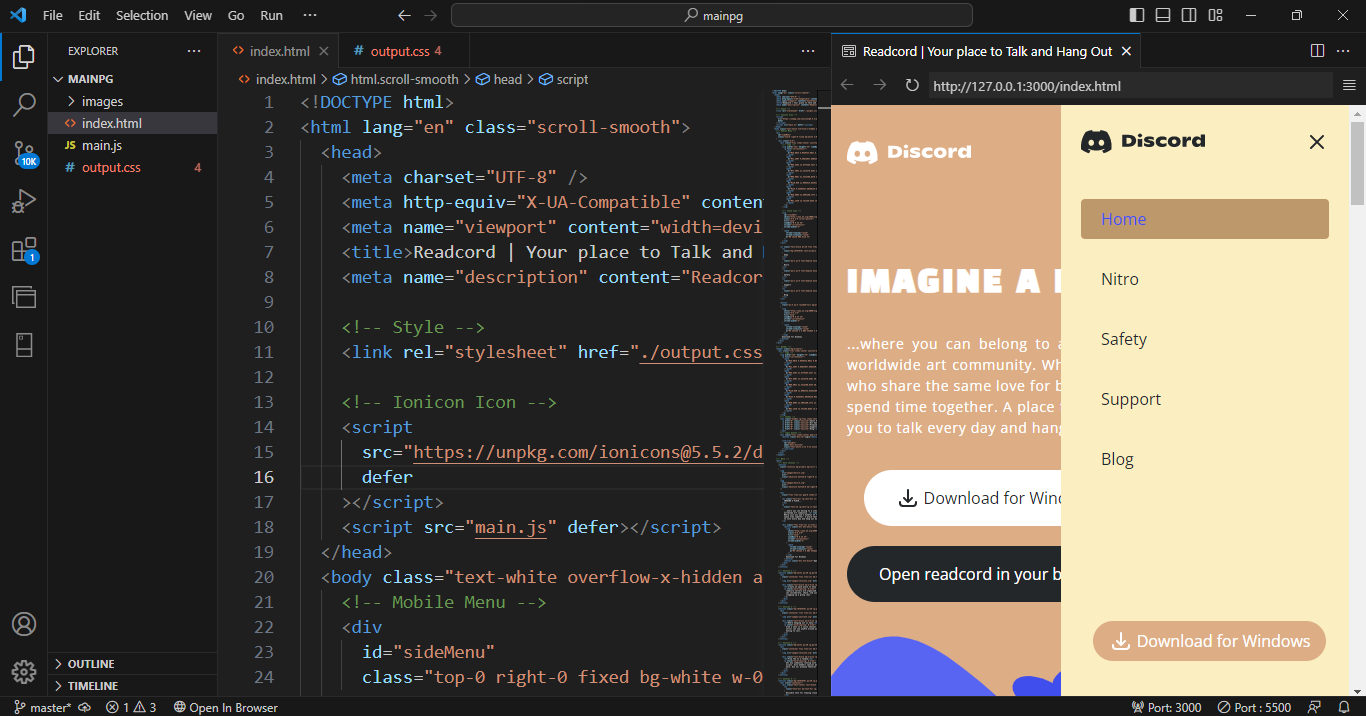 File Edit Selection View Go Run ··· mainpg
EXPLORER ···
MAINPG
images
index.html
JS main.js
# output.css 4
10K
1
OUTLINE
TIMELINE
index.html # output.css 4 ···
index.html > html.scroll-smooth > head > script
1 <!DOCTYPE html>
2 <html lang="en" class="scroll-smooth">
3 <head>
4 <meta charset="UTF-8" />
5 <meta http-equiv="X-UA-Compatible" conten
6 <meta name="viewport" content="width=devi
7 <title>Readcord | Your place to Talk and
8 <meta name="description" content="Readcor
9
10 <!-- Style -->
11 <link rel="stylesheet" href="./output.css
12
13 <!-- Ionicon Icon -->
14 <script
15 src="https://unpkg.com/ionicons@5.5.2/d
16 defer
17 ></script>
18 <script src="main.js" defer></script>
19 </head>
20 <body class="text-white overflow-x-hidden a
21 <!-- Mobile Menu -->
22 <div
23 id="sideMenu"
24 class="top-0 right-0 fixed bg-white w-0
Readcord | Your place to Talk and Hang Out
http://127.0.0.1:3000/index.html
Discord
IMAGINE A
...where you can belong to a
worldwide art community. Wh
who share the same love for b
spend time together. A place
you to talk every day and hang
Download for Wind
Open readcord in your b
Discord
Home
Nitro
Safety
Support
Blog
Download for Windows
master* 1 3 Open In Browser Port: 3000 Port : 5500